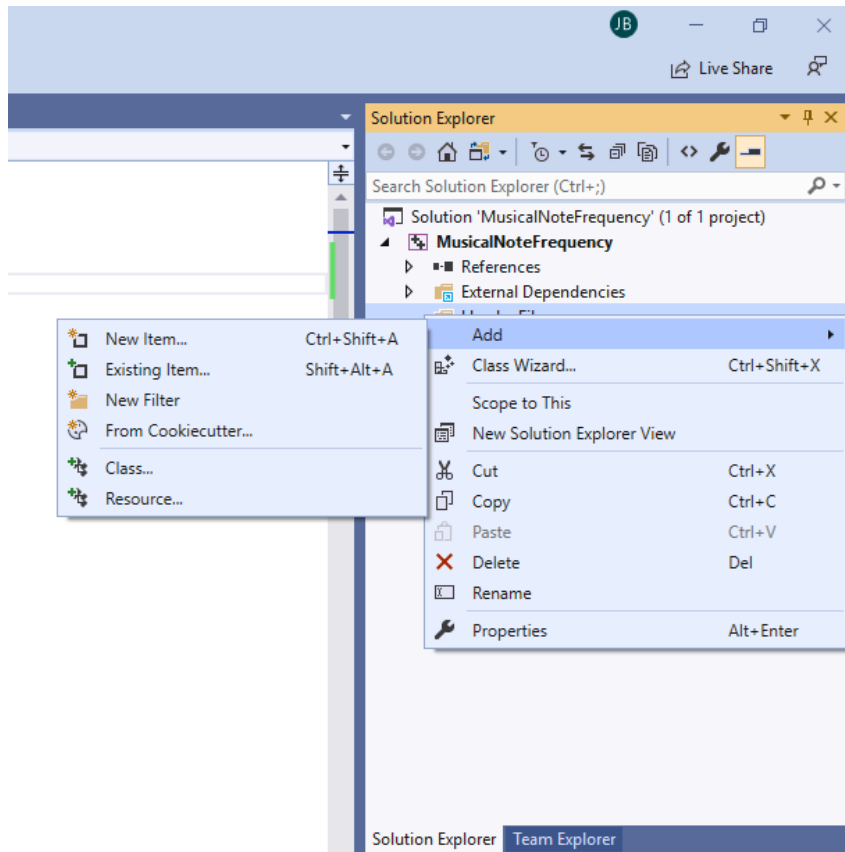 JB
Live Share
Solution Explorer
Search Solution Explorer (Ctrl+;)
Solution 'MusicalNoteFrequency' (1 of 1 project)
MusicalNoteFrequency
References
External Dependencies
New Item... Ctrl+Shift+A
Existing Item... Shift+Alt+A
New Filter
From Cookiecutter...
Class...
Resource...
Add
Class Wizard... Ctrl+Shift+X
Scope to This
New Solution Explorer View
Cut Ctrl+X
Copy Ctrl+C
Paste Ctrl+V
Delete Del
Rename
Properties Alt+Enter
Solution Explorer Team Explorer